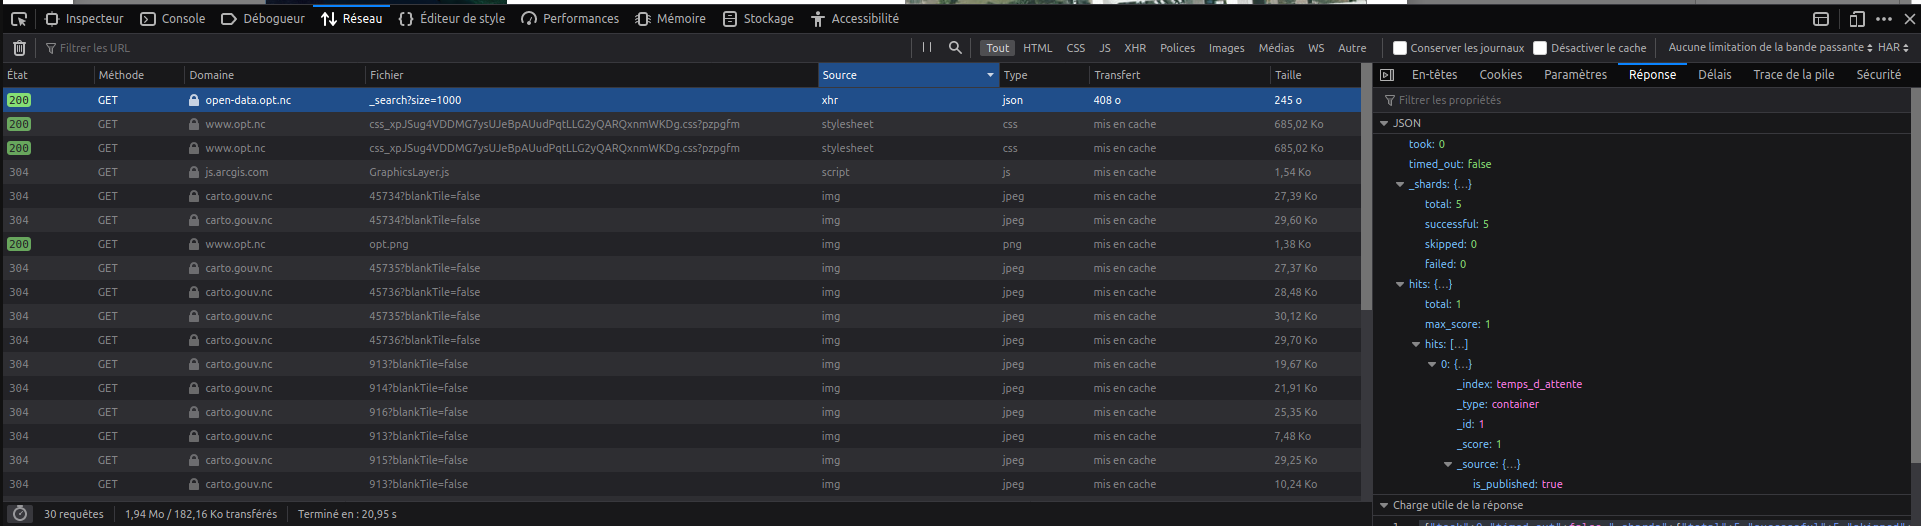 Inspecteur Console Débogueur Réseau {} Éditeur de style Performances Mémoire Stockage Accessibilité
Filtrer les URL Tout HTML CSS JS XHR Polices Images Médias WS Autre Conserver les journaux Désactiver le cache Aucune limitation de la bande passante HAR
État Méthode Domaine Fichier Source Type Transfert Taille
200 GET open-data.opt.nc _search?size=1000 xhr json 408 o 245 o
200 GET www.opt.nc css_xpJSug4VDDMG7ysUJeBpAUudPqtLLG2yQARQxnmWKDg.css?pzpgfm stylesheet css mis en cache 685,02 Ko
200 GET www.opt.nc css_xpJSug4VDDMG7ysUJeBpAUudPqtLLG2yQARQxnmWKDg.css?pzpgfm stylesheet css mis en cache 685,02 Ko
304 GET js.arcgis.com GraphicsLayer.js script js mis en cache 1,54 Ko
304 GET carto.gouv.nc 45734?blankTile=false img jpeg mis en cache 27,39 Ko
304 GET carto.gouv.nc 45734?blankTile=false img jpeg mis en cache 29,60 Ko
200 GET www.opt.nc opt.png img png mis en cache 1,38 Ko
304 GET carto.gouv.nc 45735?blankTile=false img jpeg mis en cache 27,37 Ko
304 GET carto.gouv.nc 45736?blankTile=false img jpeg mis en cache 28,48 Ko
304 GET carto.gouv.nc 45735?blankTile=false img jpeg mis en cache 30,12 Ko
304 GET carto.gouv.nc 45736?blankTile=false img jpeg mis en cache 29,70 Ko
304 GET carto.gouv.nc 913?blankTile=false img jpeg mis en cache 19,67 Ko
304 GET carto.gouv.nc 914?blankTile=false img jpeg mis en cache 21,91 Ko
304 GET carto.gouv.nc 916?blankTile=false img jpeg mis en cache 25,35 Ko
304 GET carto.gouv.nc 913?blankTile=false img jpeg mis en cache 7,48 Ko
304 GET carto.gouv.nc 915?blankTile=false img jpeg mis en cache 29,25 Ko
304 GET carto.gouv.nc 913?blankTile=false img jpeg mis en cache 10,24 Ko
30 requêtes 1,94 Mo / 182,16 Ko transférés Terminé en : 20,95 s
En-têtes Cookies Paramètres Réponse Délais Trace de la pile Sécurité
Filtrer les propriétés
JSON
took: 0
timed_out: false
_shards: {…}
total: 5
successful: 5
skipped: 0
failed: 0
hits: {…}
total: 1
max_score: 1
hits: […]
0: {…}
_index: temps_d_attente
_type: container
_id: 1
_score: 1
_source: {…}
is_published: true
Charge utile de la réponse